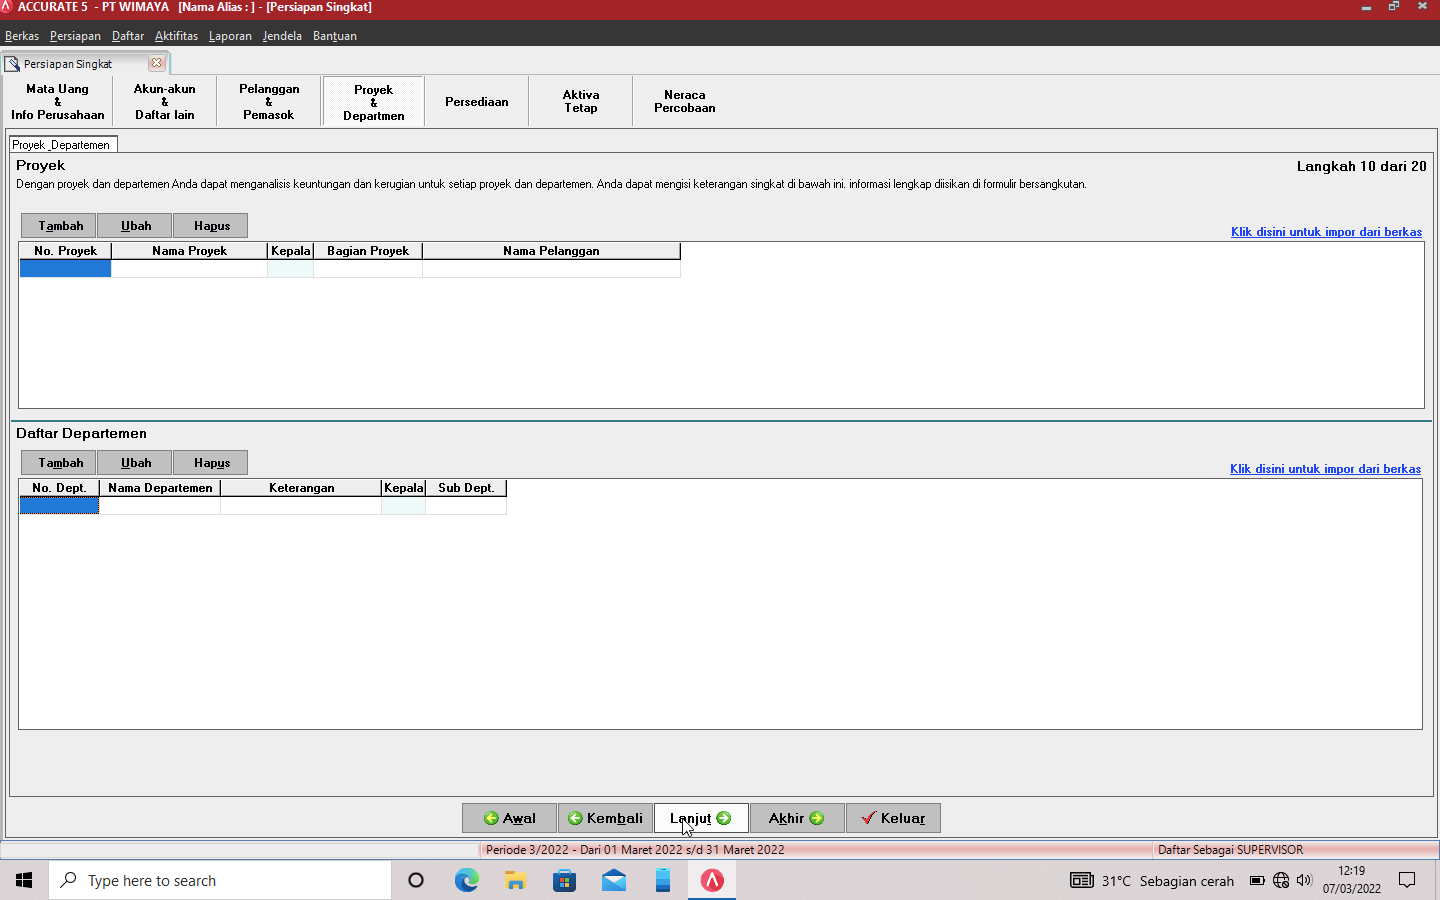 ACCURATE 5 - PT WIMAYA [Nama Alias : ] - [Persiapan Singkat]
Berkas Persiapan Daftar Aktifitas Laporan Jendela Bantuan
Persiapan Singkat
Mata Uang
&
Info Perusahaan
Akun-akun
&
Daftar lain
Pelanggan
&
Pemasok
Proyek
&
Departmen
Persediaan
Aktiva
Tetap
Neraca
Percobaan
Proyek _Departemen
Proyek
Langkah 10 dari 20
Dengan proyek dan departemen Anda dapat menganalisis keuntungan dan kerugian untuk setiap proyek dan departemen. Anda dapat mengisi keterangan singkat di bawah ini. informasi lengkap diisikan di formulir bersangkutan.
Tambah Ubah Hapus
Klik disini untuk impor dari berkas
No. Proyek Nama Proyek Kepala Bagian Proyek Nama Pelanggan
Daftar Departemen
Tambah Ubah Hapus
Klik disini untuk impor dari berkas
No. Dept. Nama Departemen Keterangan Kepala Sub Dept.
Awal Kembali Lanjut Akhir Keluar
Periode 3/2022 - Dari 01 Maret 2022 s/d 31 Maret 2022
Daftar Sebagai SUPERVISOR
Type here to search
31°C Sebagian cerah
12:19
07/03/2022